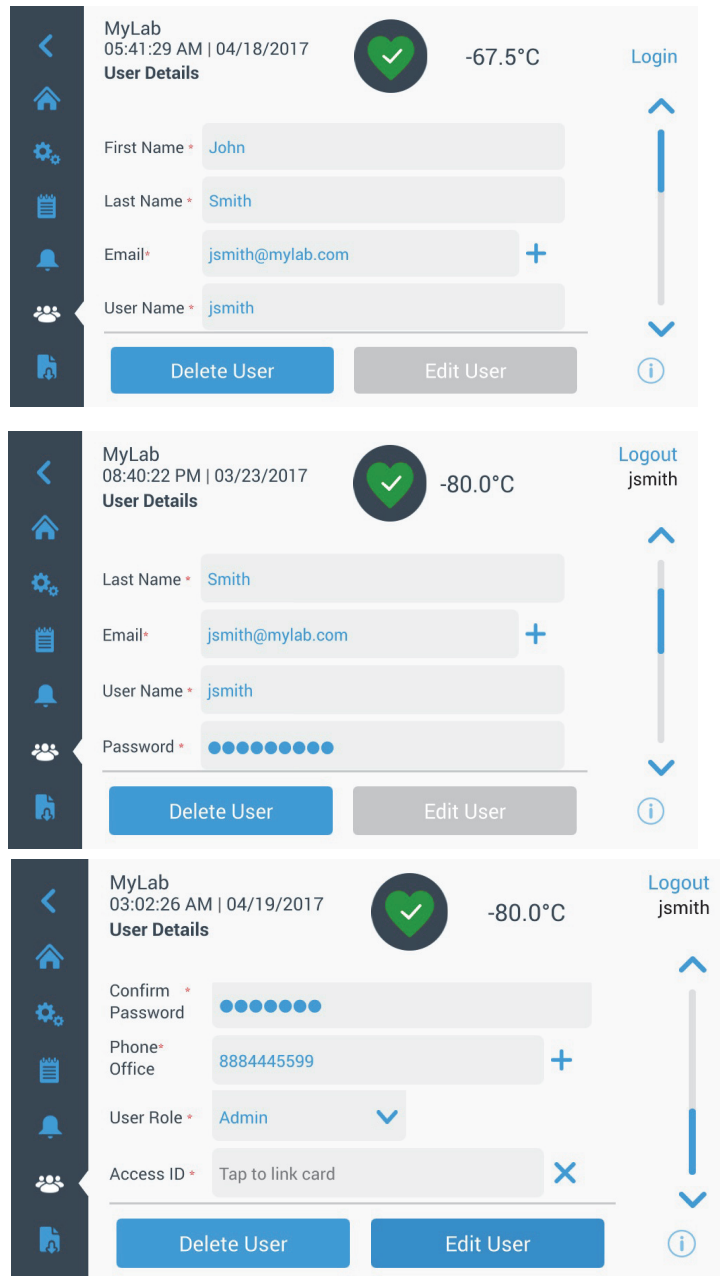 MyLab
05:41:29 AM | 04/18/2017
User Details
-67.5°C
Login
First Name * John
Last Name * Smith
Email* jsmith@mylab.com
User Name * jsmith
Delete User
Edit User
MyLab
08:40:22 PM | 03/23/2017
User Details
-80.0°C
Logout
jsmith
Last Name * Smith
Email* jsmith@mylab.com
User Name * jsmith
Password *
Delete User
Edit User
MyLab
03:02:26 AM | 04/19/2017
User Details
-80.0°C
Logout
jsmith
Confirm *
Password
Phone*
Office
8884445599
User Role * Admin
Access ID * Tap to link card
Delete User
Edit User